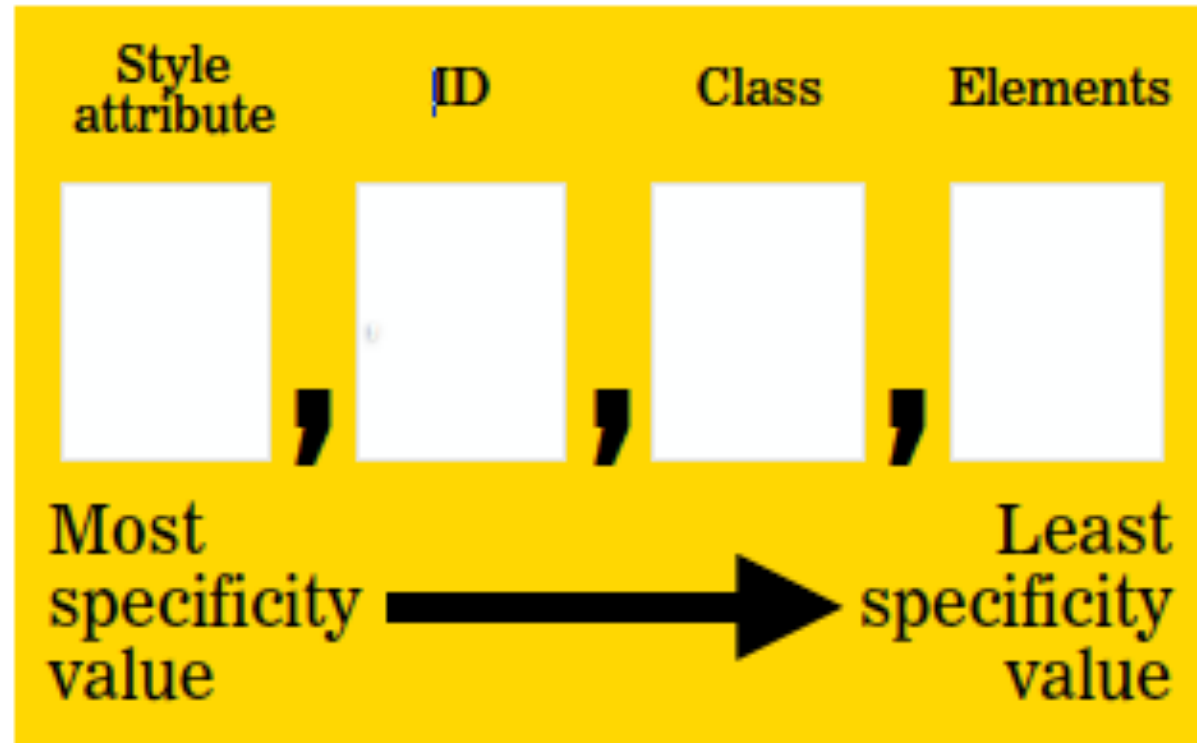 Style
attribute
ID
Class
Elements
, , ,
Most
specificity
value
Least
specificity
value